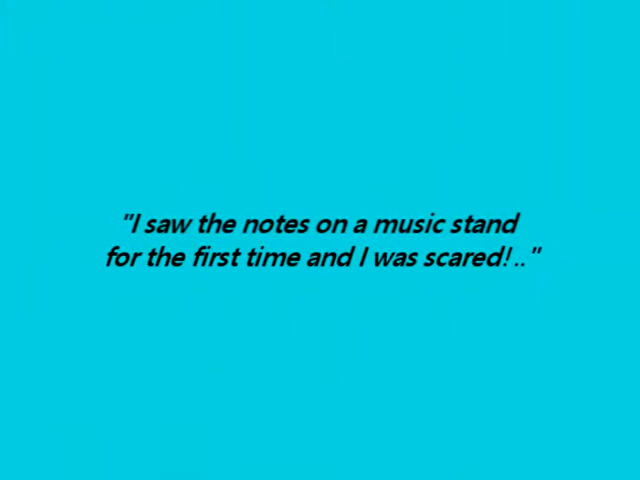 "I saw the notes on a music stand
for the first time and I was scared!.."